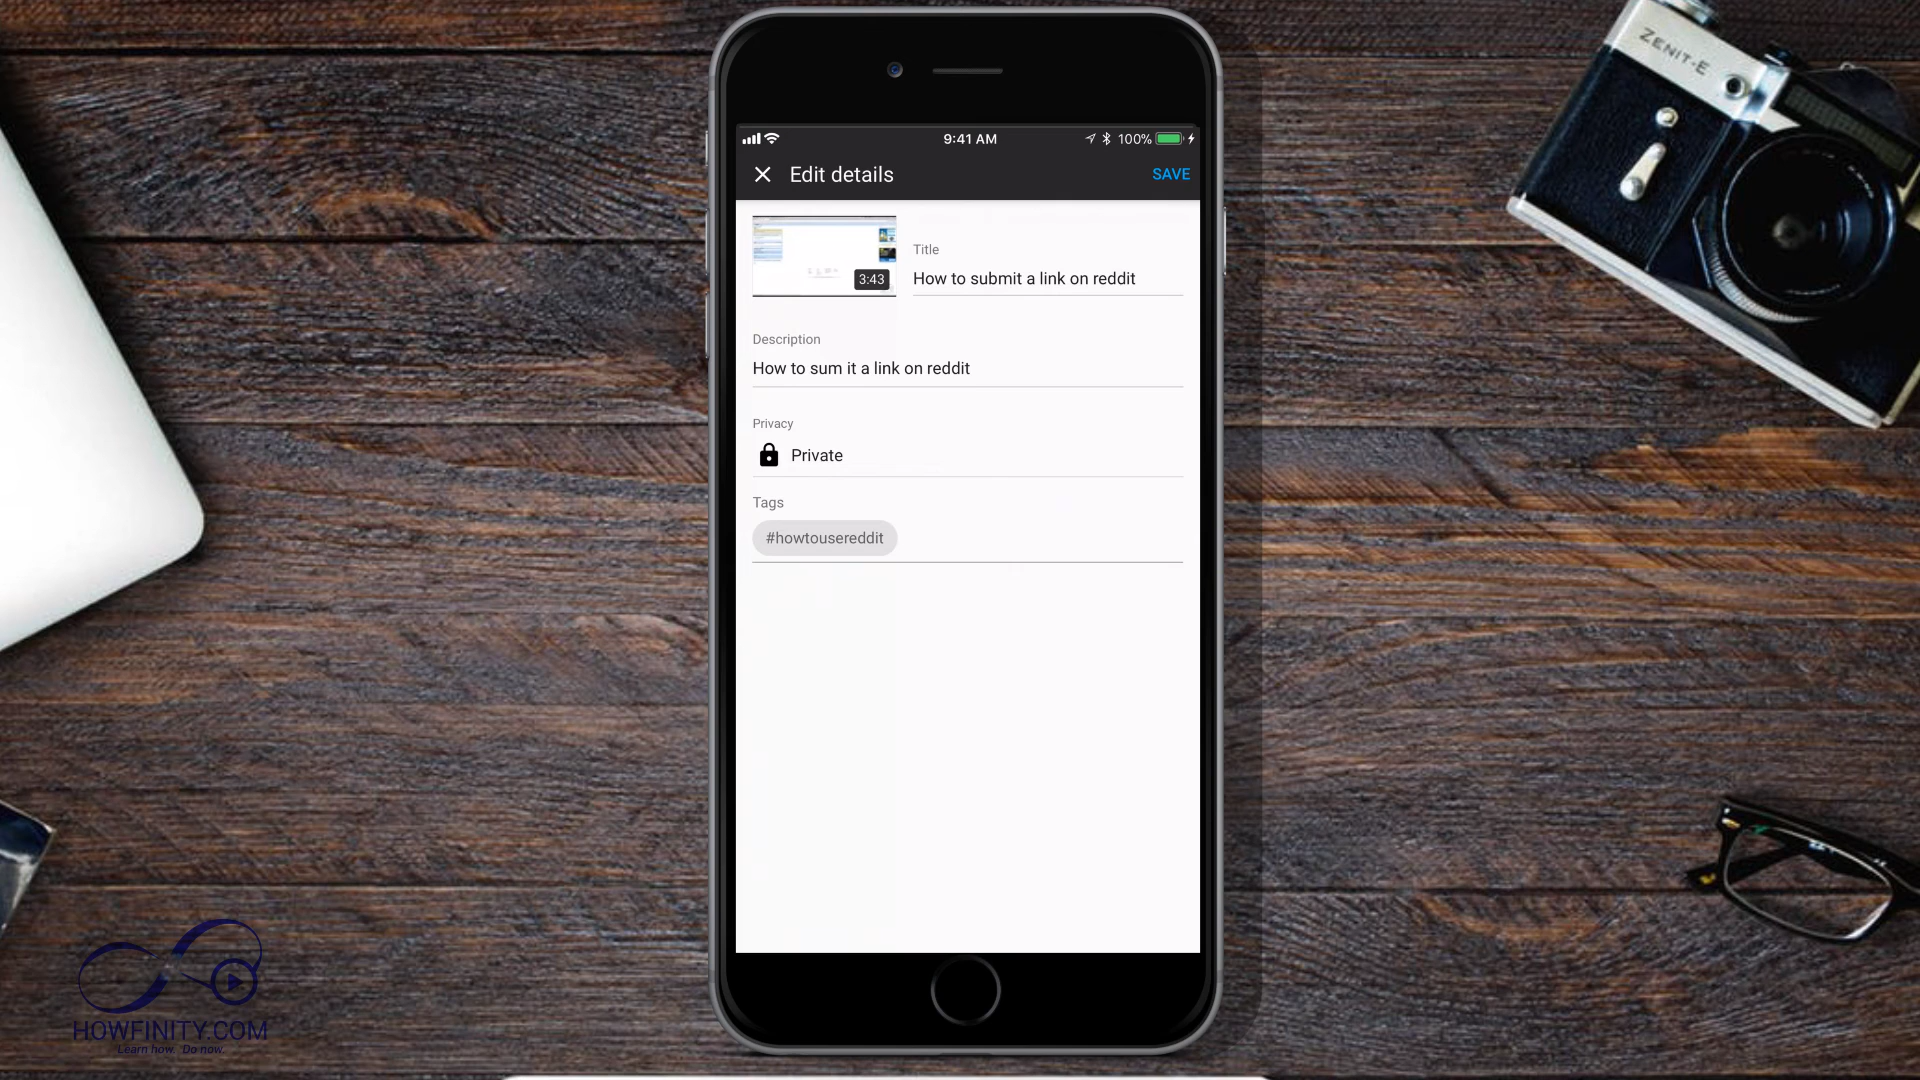 ZENIT-E
9:41 AM
100%
Edit details
SAVE
3:43
Title
How to submit a link on reddit
Description
How to sum it a link on reddit
Privacy
Private
Tags
#howtousereddit
HOWFINITY.COM
Learn how. Do now.